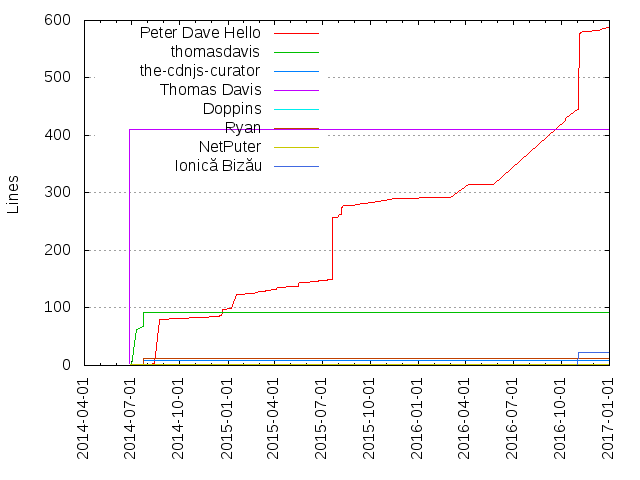 600
500
400
300
200
100
0
Lines
Peter Dave Hello
thomasdavis
the-cdnjs-curator
Thomas Davis
Doppins
Ryan
NetPuter
Ionică Bizău
2014-04-01
2014-07-01
2014-10-01
2015-01-01
2015-04-01
2015-07-01
2015-10-01
2016-01-01
2016-04-01
2016-07-01
2016-10-01
2017-01-01